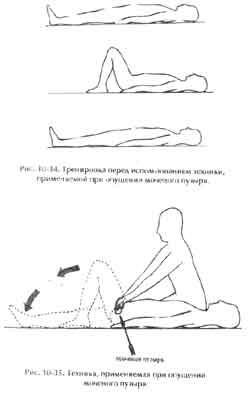 Рис. 10-34. Тренировка перед использованием техники,
применяемой при опущении мочевого пузыря.
мочевой пузырь
Рис. 10-35. Техника, применяемая при опущении
мочевого пузыря